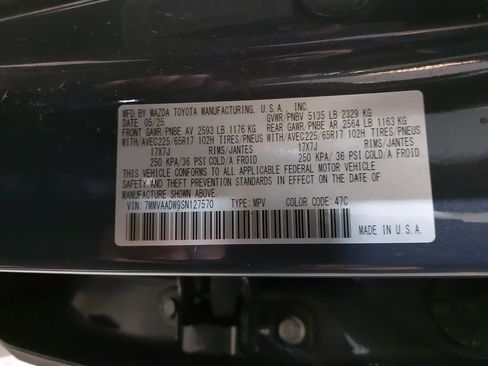 MFD BY MAZDA TOYOTA MANUFACTURING, U.S.A., INC.
DATE 05/25 GVWR/PNBV 5135 LB 2329 KG
FRONT GAWR/PNBE AV 2593 LB 1176 KG REAR GAWR/PNBE AR 2564 LB 1163 KG
WITH/AVEC225/65R17 102H TIRES/PNEUS WITH/AVEC225/65R17 102H TIRES/PNEUS
17X7J RIMS/JANTES 17X7J RIMS/JANTES
250 KPA/ 36 PSI COLD/A FROID 250 KPA/ 36 PSI COLD/A FROID
THIS VEHICLE CONFORMS TO ALL APPLICABLE FEDERAL MOTOR VEHICLE
SAFETY AND THEFT PREVENTION STANDARDS IN EFFECT ON THE DATE OF
MANUFACTURE SHOWN ABOVE.
VIN: 7MMVAADW9SN127570 TYPE: MPV COLOR CODE: 47C
MADE IN U.S.A.